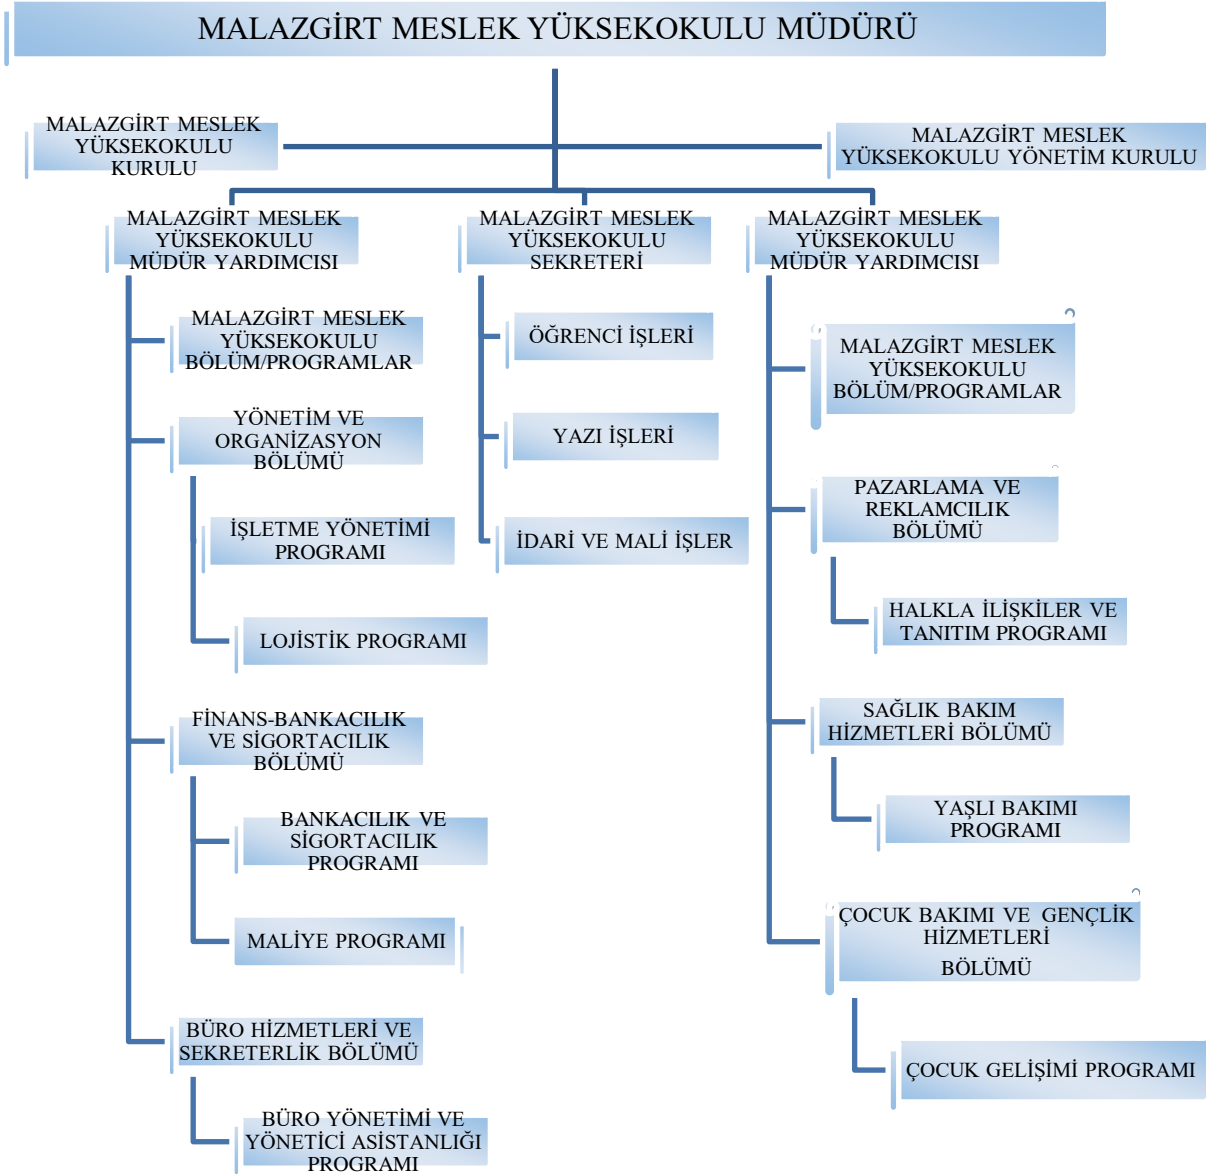 MALAZGİRT MESLEK YÜKSEKOKULU MÜDÜRÜ
MALAZGİRT MESLEK
YÜKSEKOKULU
KURULU
MALAZGİRT MESLEK
YÜKSEKOKULU YÖNETİM KURULU
MALAZGİRT MESLEK
YÜKSEKOKULU
MÜDÜR YARDIMCISI
MALAZGİRT MESLEK
YÜKSEKOKULU
BÖLÜM/PROGRAMLAR
YÖNETİM VE
ORGANİZASYON
BÖLÜMÜ
İŞLETME YÖNETİMİ
PROGRAMI
LOJİSTİK PROGRAMI
FİNANS-BANKACILIK
VE SİGORTACILIK
BÖLÜMÜ
BANKACILIK VE
SİGORTACILIK
PROGRAMI
MALİYE PROGRAMI
BÜRO HİZMETLERİ VE
SEKRETERLİK BÖLÜMÜ
BÜRO YÖNETİMİ VE
YÖNETİCİ ASİSTANLIĞI
PROGRAMI
MALAZGİRT MESLEK
YÜKSEKOKULU
SEKRETERİ
ÖĞRENCİ İŞLERİ
YAZI İŞLERİ
İDARİ VE MALİ İŞLER
MALAZGİRT MESLEK
YÜKSEKOKULU
MÜDÜR YARDIMCISI
MALAZGİRT MESLEK
YÜKSEKOKULU
BÖLÜM/PROGRAMLAR
PAZARLAMA VE
REKLAMCILIK
BÖLÜMÜ
HALKLA İLİŞKİLER VE
TANITIM PROGRAMI
SAĞLIK BAKIM
HİZMETLERİ BÖLÜMÜ
YAŞLI BAKIMI
PROGRAMI
ÇOCUK BAKIMI VE GENÇLİK
HİZMETLERİ
BÖLÜMÜ
ÇOCUK GELİŞİMİ PROGRAMI